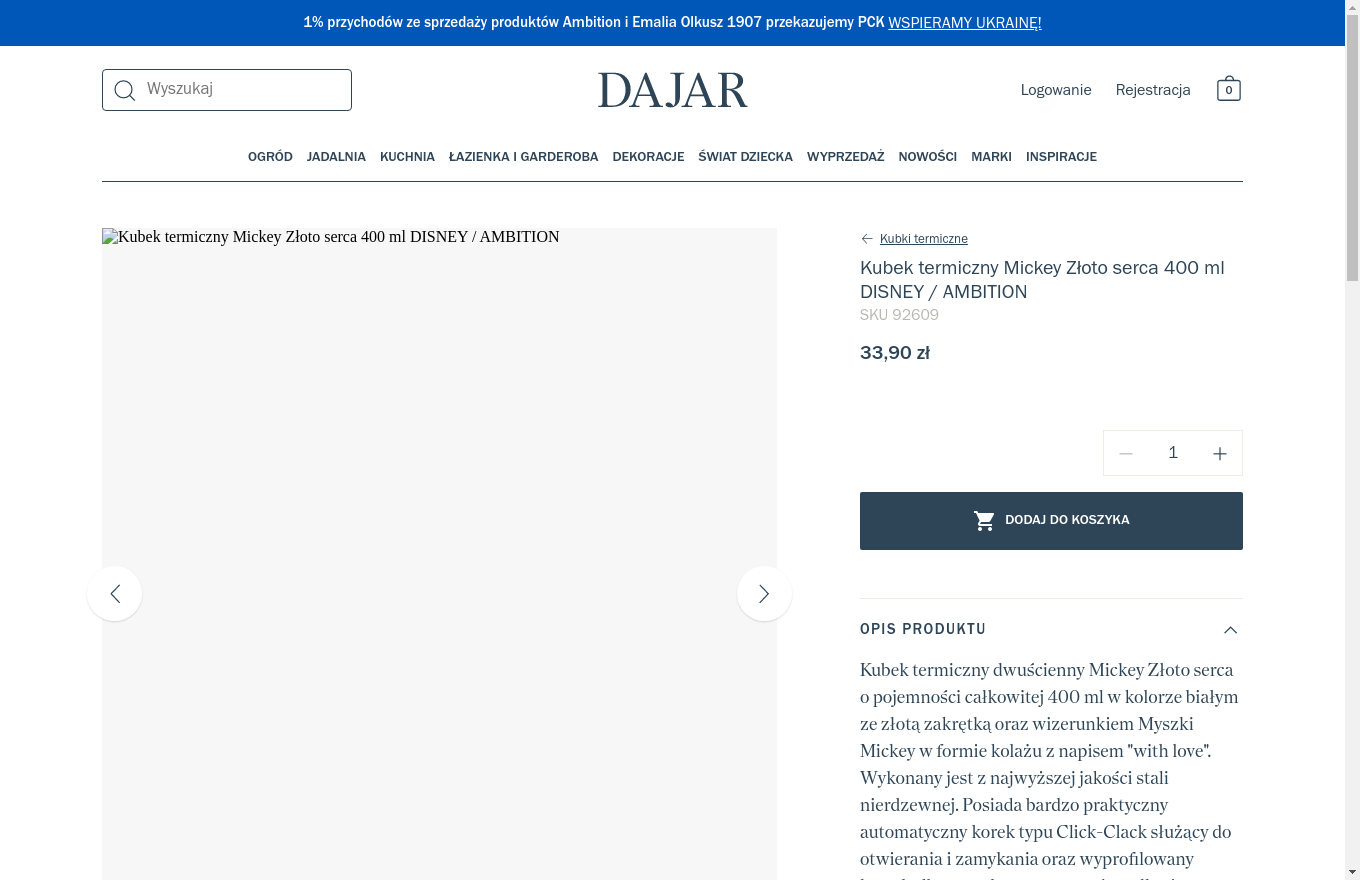 1% przychodów ze sprzedaży produktów Ambition i Emalia Olkusz 1907 przekazujemy PCK WSPIERAMY UKRAINĘ!
Wyszukaj
DAJAR
Logowanie
Rejestracja
0
OGRÓD JADALNIA KUCHNIA ŁAZIENKA I GARDEROBA DEKORACJE ŚWIAT DZIECKA WYPRZEDAŻ NOWOŚCI MARKI INSPIRACJE
Kubek termiczny Mickey Złoto serca 400 ml DISNEY / AMBITION
Kubki termiczne
Kubek termiczny Mickey Złoto serca 400 ml
DISNEY / AMBITION
SKU 92609
33,90 zł
1
DODAJ DO KOSZYKA
OPIS PRODUKTU
Kubek termiczny dwuścienny Mickey Złoto serca
o pojemności całkowitej 400 ml w kolorze białym
ze złotą zakrętką oraz wizerunkiem Myszki
Mickey w formie kolażu z napisem "with love".
Wykonany jest z najwyższej jakości stali
nierdzewnej. Posiada bardzo praktyczny
automatyczny korek typu Click-Clack służący do
otwierania i zamykania oraz wyprofilowany